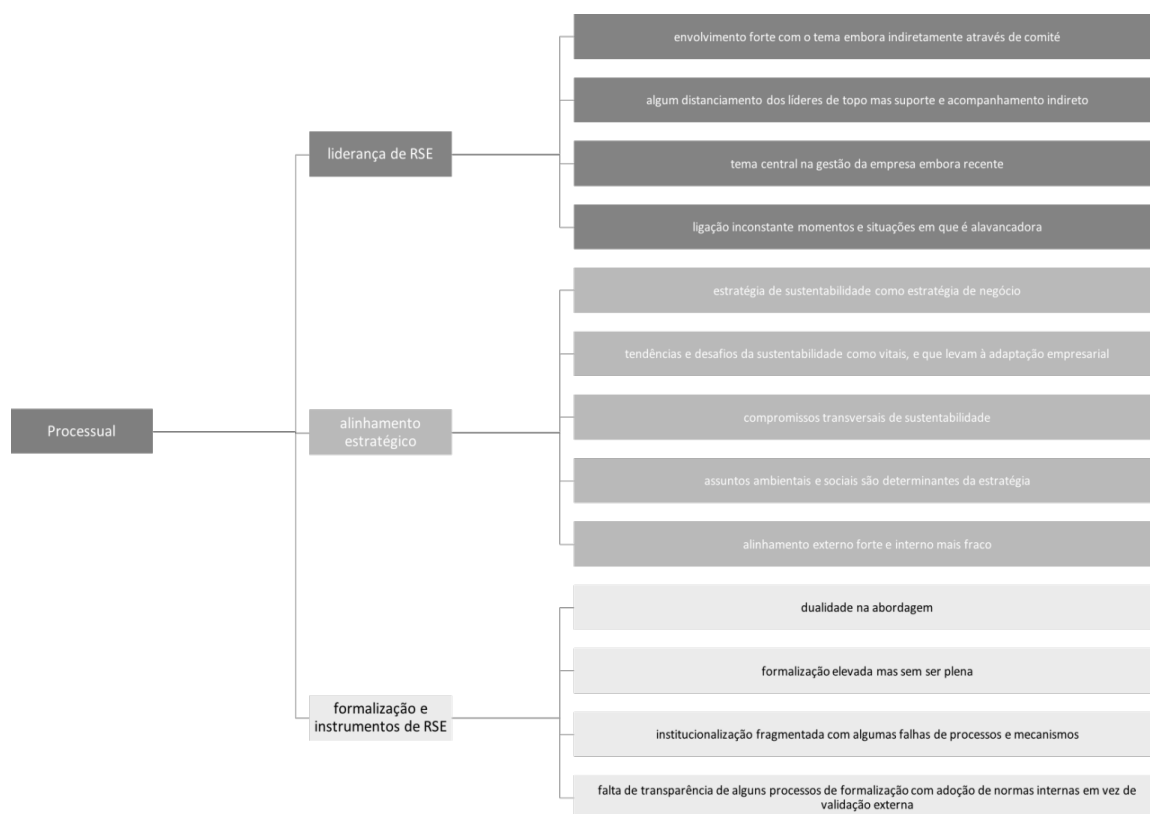 Processual
liderança de RSE
envolvimento forte com o tema embora indiretamente através de comité
algum distanciamento dos líderes de topo mas suporte e acompanhamento indireto
tema central na gestão da empresa embora recente
ligação inconstante momentos e situações em que é alavancadora
alinhamento
estratégico
estratégia de sustentabilidade como estratégia de negócio
tendências e desafios da sustentabilidade como vitais, e que levam à adaptação empresarial
compromissos transversais de sustentabilidade
assuntos ambientais e sociais são determinantes da estratégia
alinhamento externo forte e interno mais fraco
formalização e
instrumentos de RSE
dualidade na abordagem
formalização elevada mas sem ser plena
institucionalização fragmentada com algumas falhas de processos e mecanismos
falta de transparência de alguns processos de formalização com adoção de normas internas em vez de
validação externa